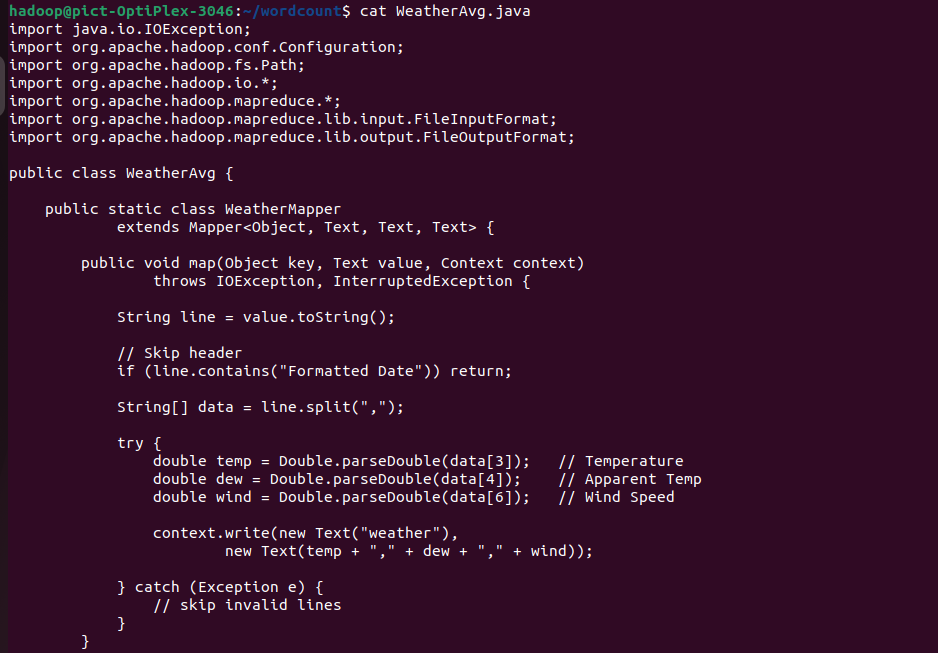 hadoop@pict-OptiPlex-3046:~/wordcount$ cat WeatherAvg.java
import java.io.IOException;
import org.apache.hadoop.conf.Configuration;
import org.apache.hadoop.fs.Path;
import org.apache.hadoop.io.*;
import org.apache.hadoop.mapreduce.*;
import org.apache.hadoop.mapreduce.lib.input.FileInputFormat;
import org.apache.hadoop.mapreduce.lib.output.FileOutputFormat;

public class WeatherAvg {

    public static class WeatherMapper
            extends Mapper<Object, Text, Text, Text> {

        public void map(Object key, Text value, Context context)
                throws IOException, InterruptedException {

            String line = value.toString();

            // Skip header
            if (line.contains("Formatted Date")) return;

            String[] data = line.split(",");

            try {
                double temp = Double.parseDouble(data[3]);   // Temperature
                double dew = Double.parseDouble(data[4]);    // Apparent Temp
                double wind = Double.parseDouble(data[6]);   // Wind Speed

                context.write(new Text("weather"),
                        new Text(temp + "," + dew + "," + wind));

            } catch (Exception e) {
                // skip invalid lines
            }
        }